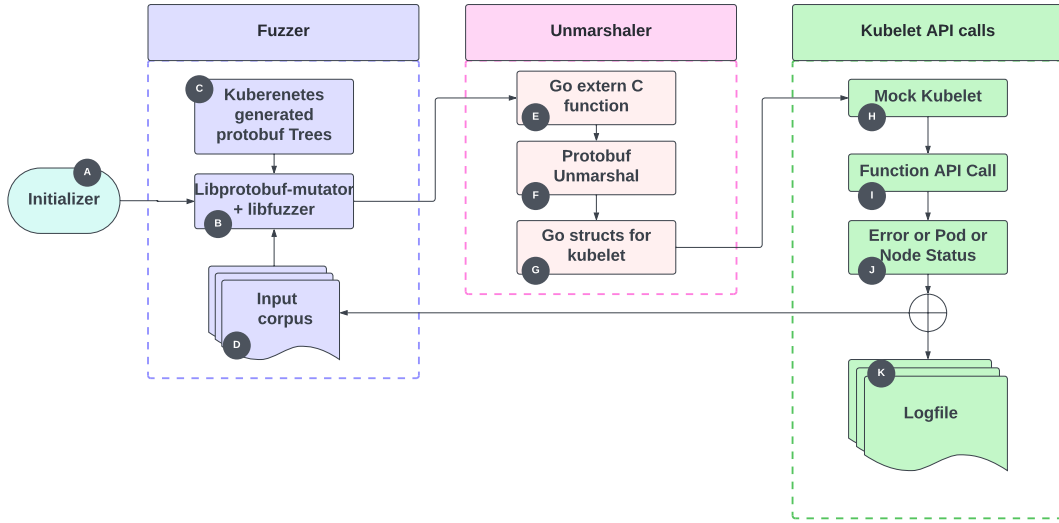 Fuzzer
Unmarshaler
Kubelet API calls
A
Initializer
C
Kuberenetes
generated
protobuf Trees
Libprotobuf-mutator
+ libfuzzer
B
Input
corpus
D
Go extern C
function
E
Protobuf
Unmarshal
F
Go structs for
kubelet
G
Mock Kubelet
H
Function API Call
I
Error or Pod or
Node Status
J
K
Logfile